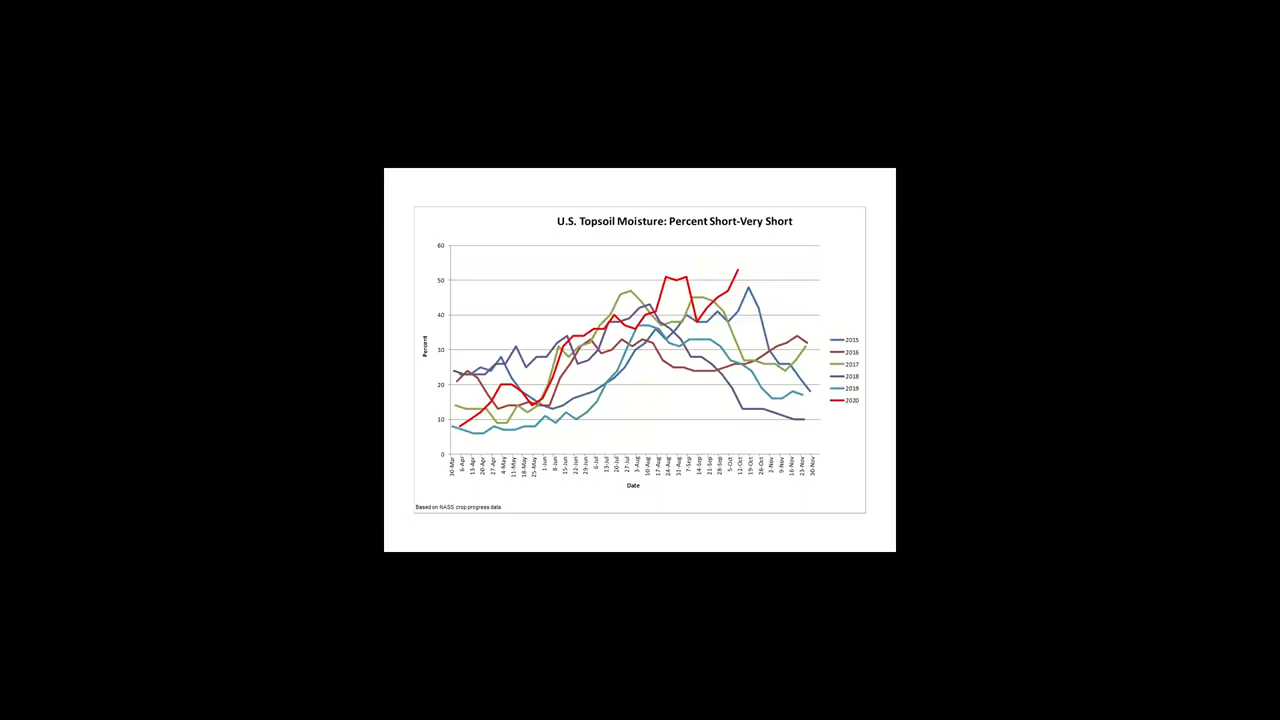 U.S. Topsoil Moisture: Percent Short-Very Short
60
50
40
30
20
10
0
Percent
30-Mar
6-Apr
13-Apr
20-Apr
27-Apr
4-May
11-May
18-May
25-May
1-Jun
8-Jun
15-Jun
22-Jun
29-Jun
6-Jul
13-Jul
20-Jul
27-Jul
3-Aug
10-Aug
17-Aug
24-Aug
31-Aug
7-Sep
14-Sep
21-Sep
28-Sep
5-Oct
12-Oct
19-Oct
26-Oct
2-Nov
9-Nov
16-Nov
23-Nov
30-Nov
Date
2015
2016
2017
2018
2019
2020
Based on NASS crop progress data